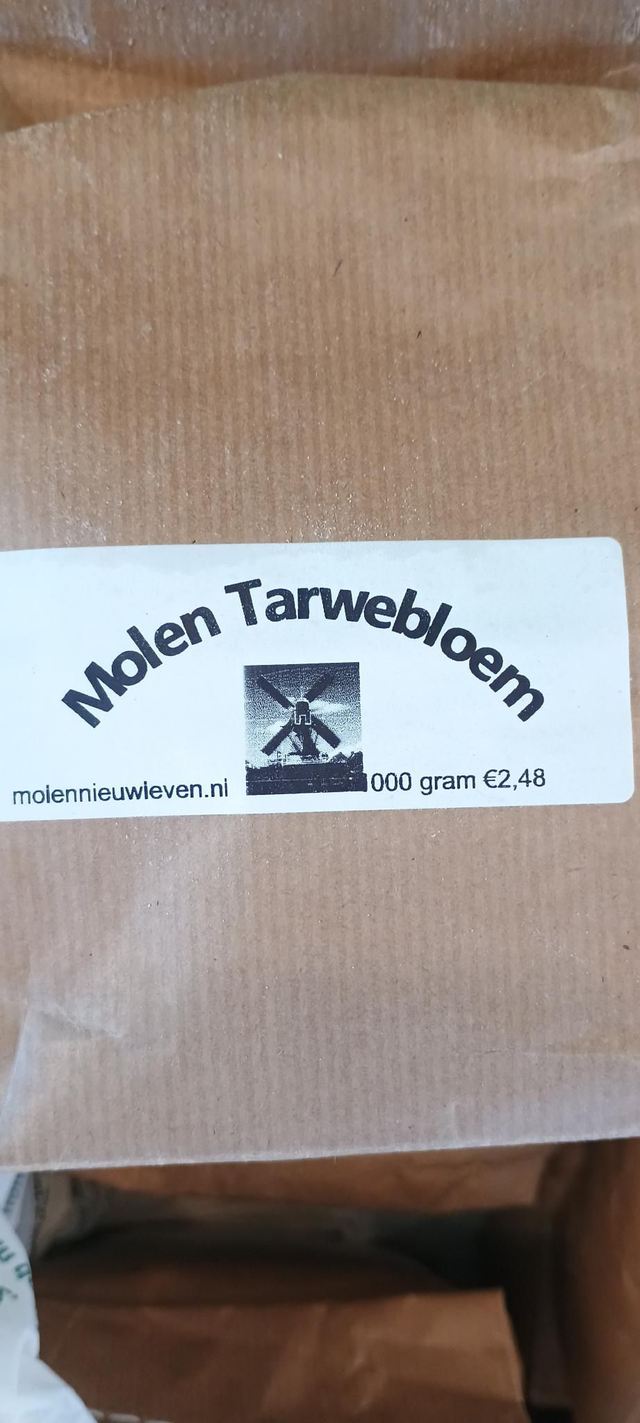 Molen Tarwebloem
molennieuwleven.nl
000 gram €2,48